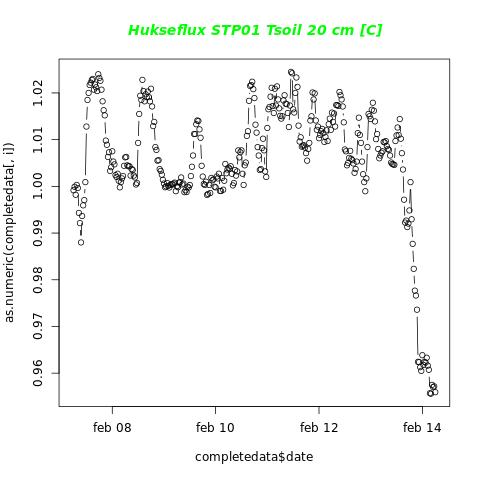 Hukseflux STP01 Tsoil 20 cm [C]
as.numeric(completedata[, i])
1.02
1.01
1.00
0.99
0.98
0.97
0.96
feb 08 feb 10 feb 12 feb 14
completedata$date